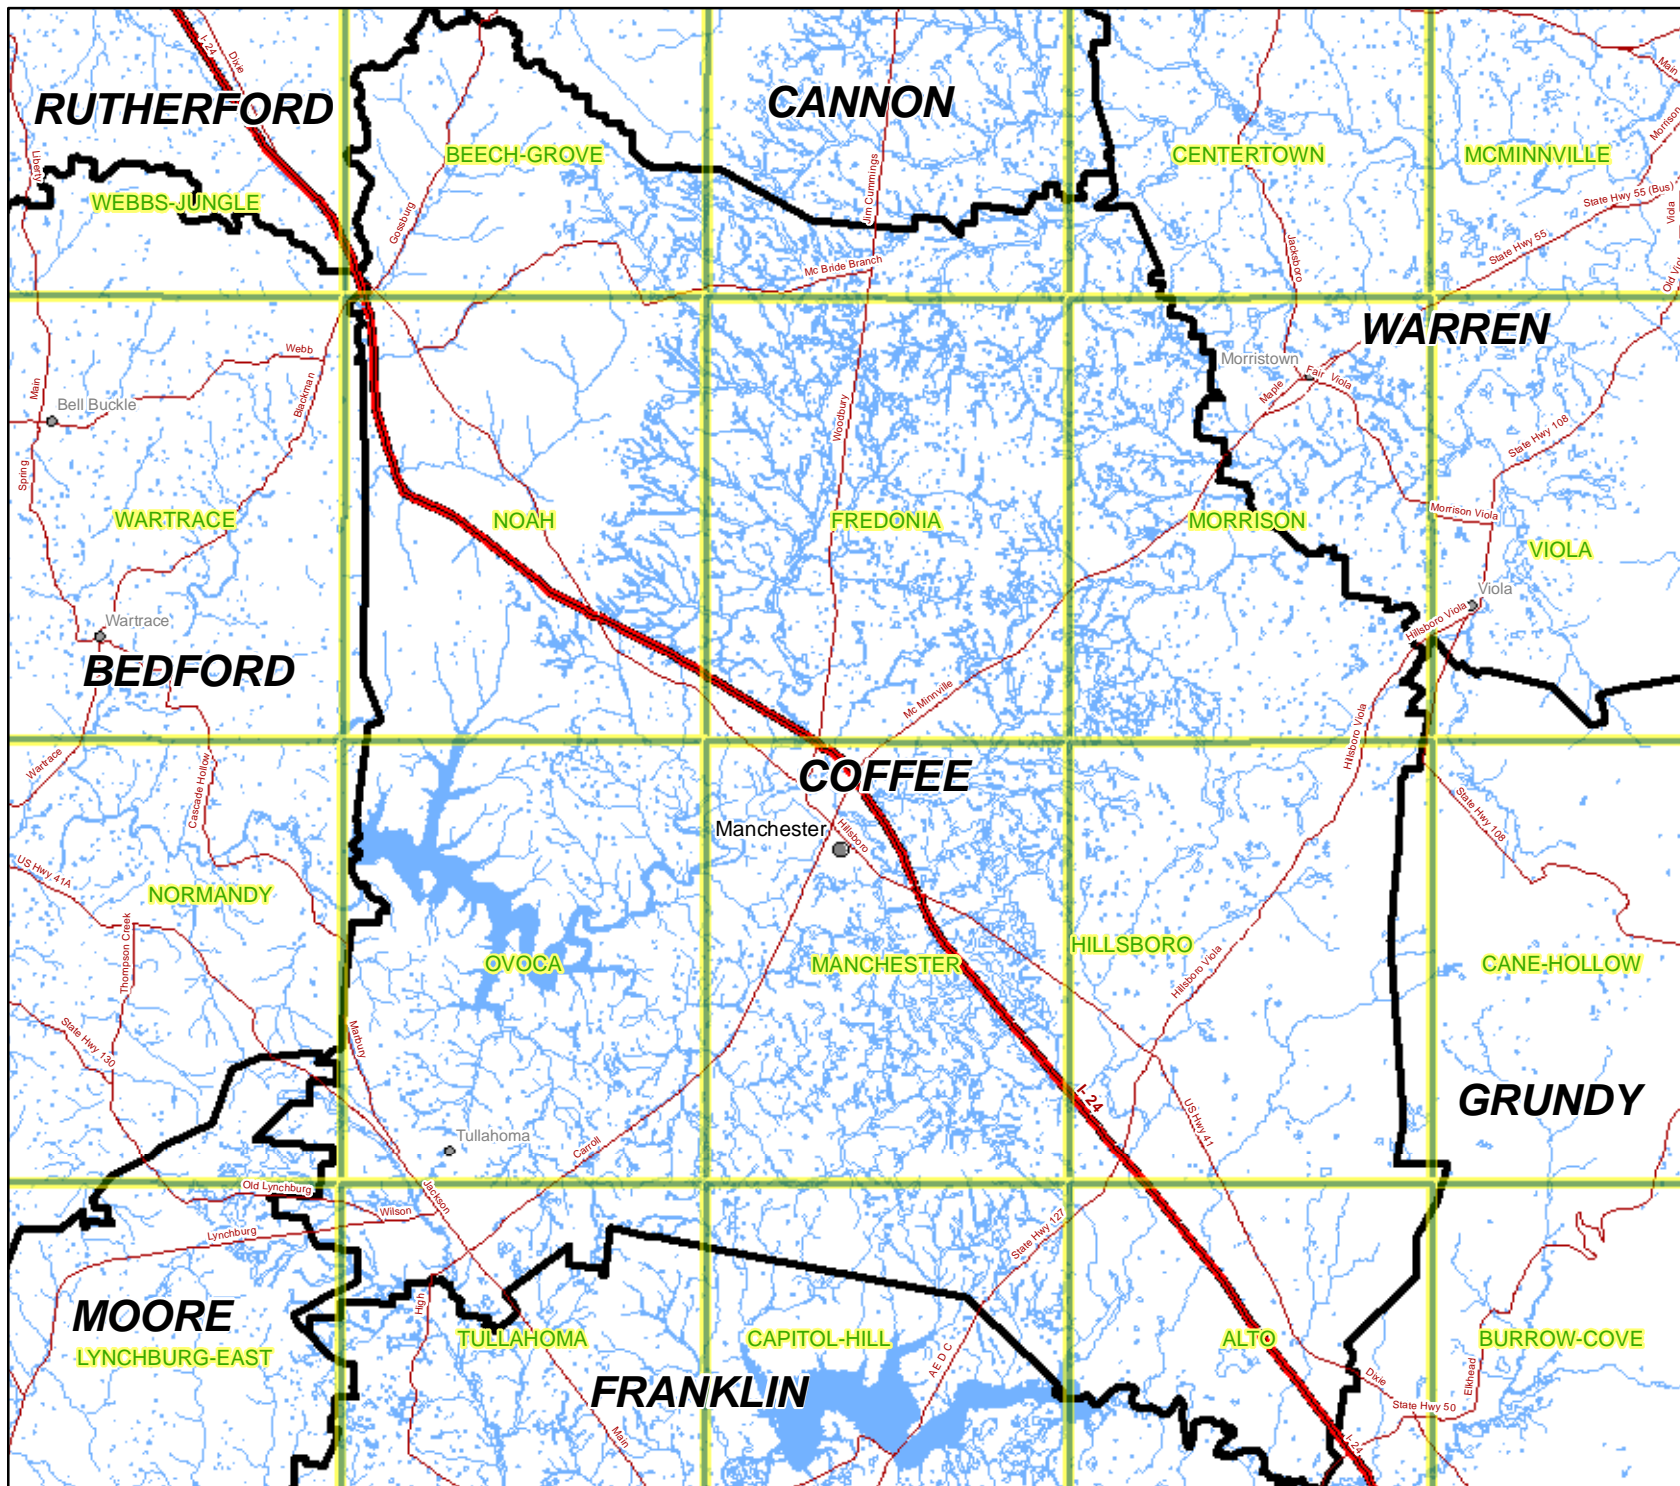 I-24
Dixie
RUTHERFORD
CANNON
Main
Morrison
BEECH-GROVE
CENTERTOWN
MCMINNVILLE
Liberty
WEBBS-JUNGLE
Gossburg
Jim Cummings
State Hwy 55 (Bus)
Viola
Jacksboro
State Hwy 55
Mc Bride Branch
WARREN
Webb
Morristown
Fair Viola
Maple
Main
Blackman
Bell Buckle
Woodbury
State Hwy 108
Spring
WARTRACE
NOAH
FREDONIA
MORRISON
Morrison Viola
VIOLA
Viola
Wartrace
Hillsboro Viola
BEDFORD
Mc Minnville
Hillsboro Viola
Wartrace
Cascade Hollow
COFFEE
Manchester
Hillsboro
State Hwy 108
US Hwy 41A
NORMANDY
Thompson Creek
OVOCA
MANCHESTER
HILLSBORO
Hillsboro Viola
CANE-HOLLOW
State Hwy 130
Marbury
I-24
US Hwy 41
GRUNDY
Tullahoma
Carroll
Old Lynchburg
Jackson
Wilson
Lynchburg
State Hwy 127
MOORE
High
LYNCHBURG-EAST
TULLAHOMA
CAPITOL-HILL
ALTO
BURROW-COVE
A E D C
Dixie
Elkhead
FRANKLIN
State Hwy 50
Main
I-24